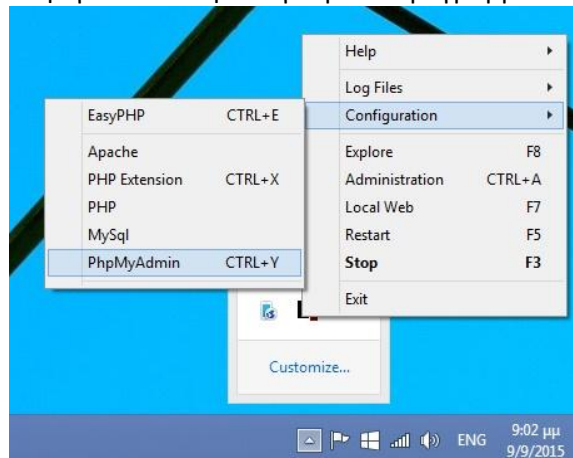 Help
Log Files
Configuration
Explore F8
Administration CTRL+A
Local Web F7
Restart F5
Stop F3
Exit
EasyPHP CTRL+E
Apache
PHP Extension CTRL+X
PHP
MySql
PhpMyAdmin CTRL+Y
Customize...
ENG
9:02 μμ
9/9/2015